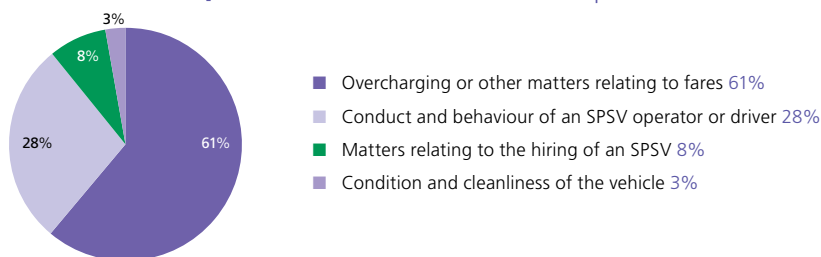 3%
8%
28%
61%
Overcharging or other matters relating to fares 61%
Conduct and behaviour of an SPSV operator or driver 28%
Matters relating to the hiring of an SPSV 8%
Condition and cleanliness of the vehicle 3%